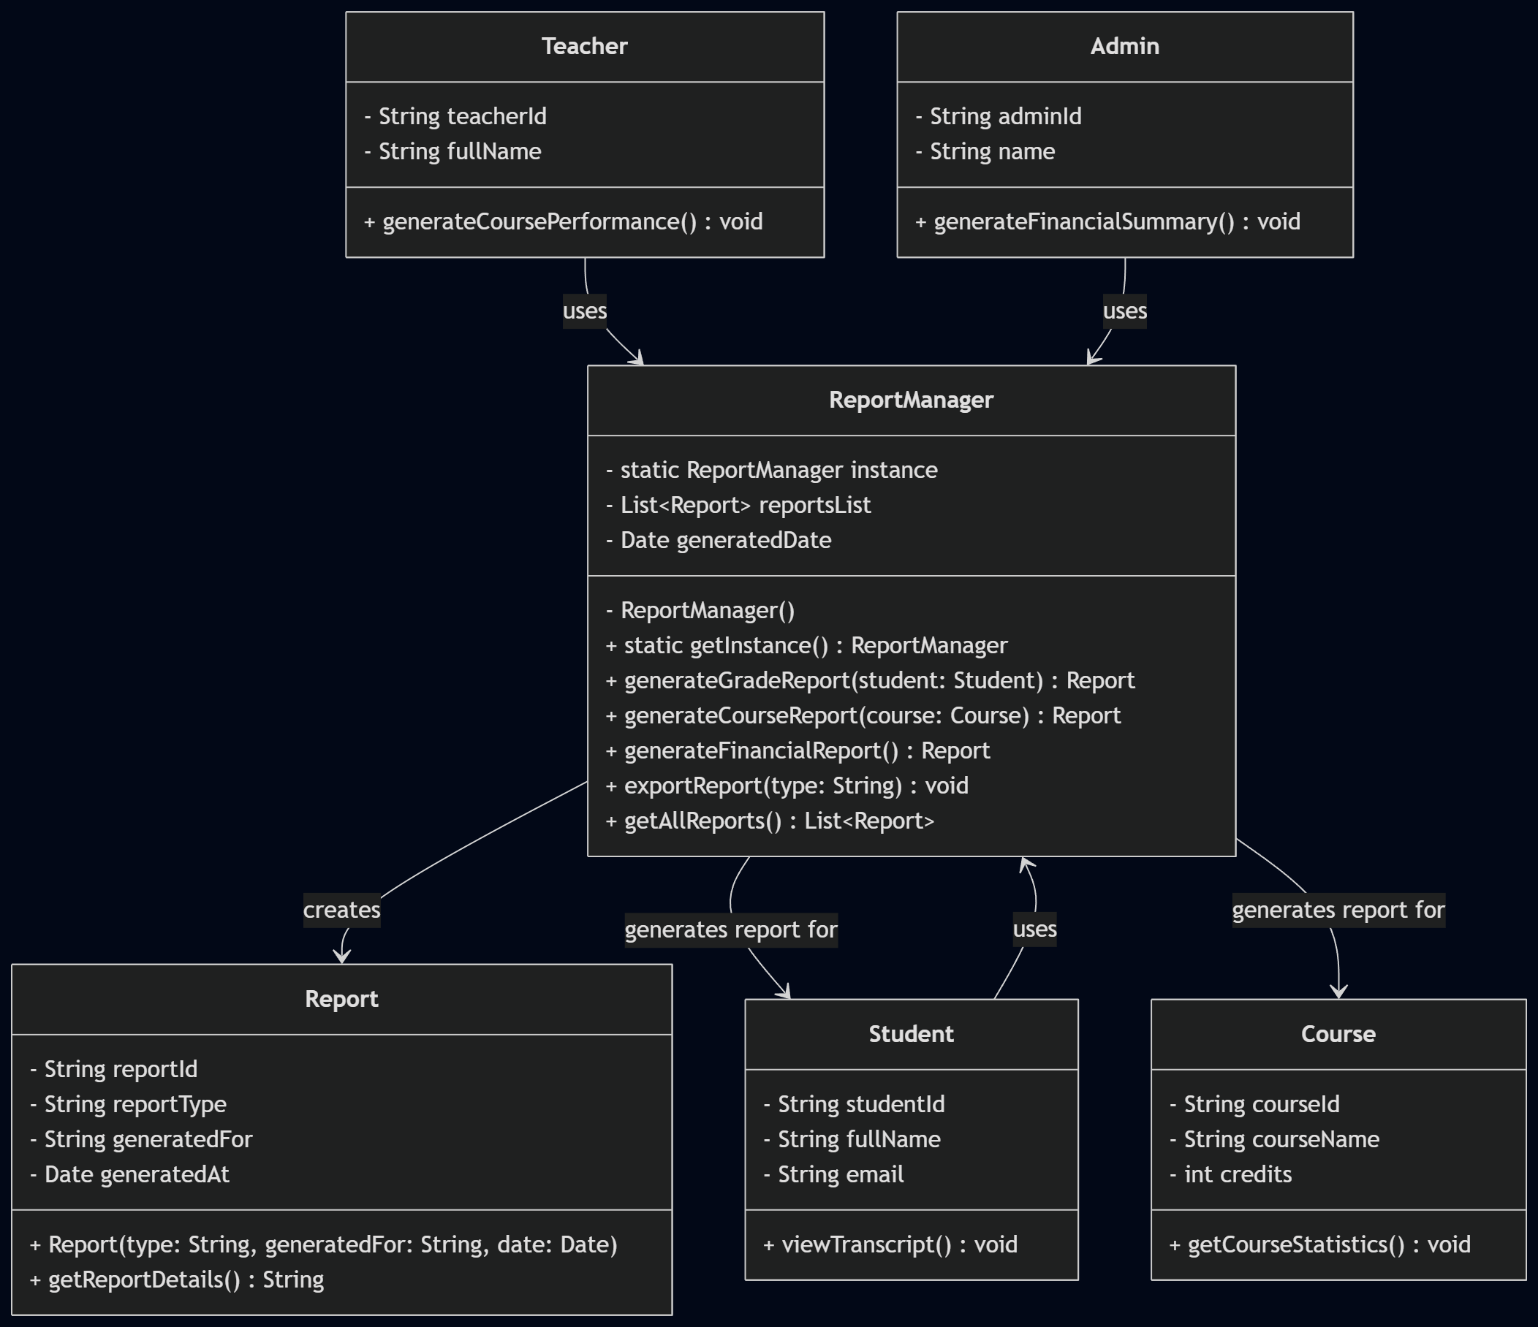 Teacher
- String teacherId
- String fullName
+ generateCoursePerformance() : void
Admin
- String adminId
- String name
+ generateFinancialSummary() : void
uses
uses
ReportManager
- static ReportManager instance
- List<Report> reportsList
- Date generatedDate
- ReportManager()
+ static getInstance() : ReportManager
+ generateGradeReport(student: Student) : Report
+ generateCourseReport(course: Course) : Report
+ generateFinancialReport() : Report
+ exportReport(type: String) : void
+ getAllReports() : List<Report>
creates
generates report for
uses
generates report for
Report
- String reportId
- String reportType
- String generatedFor
- Date generatedAt
+ Report(type: String, generatedFor: String, date: Date)
+ getReportDetails() : String
Student
- String studentId
- String fullName
- String email
+ viewTranscript() : void
Course
- String courseId
- String courseName
- int credits
+ getCourseStatistics() : void